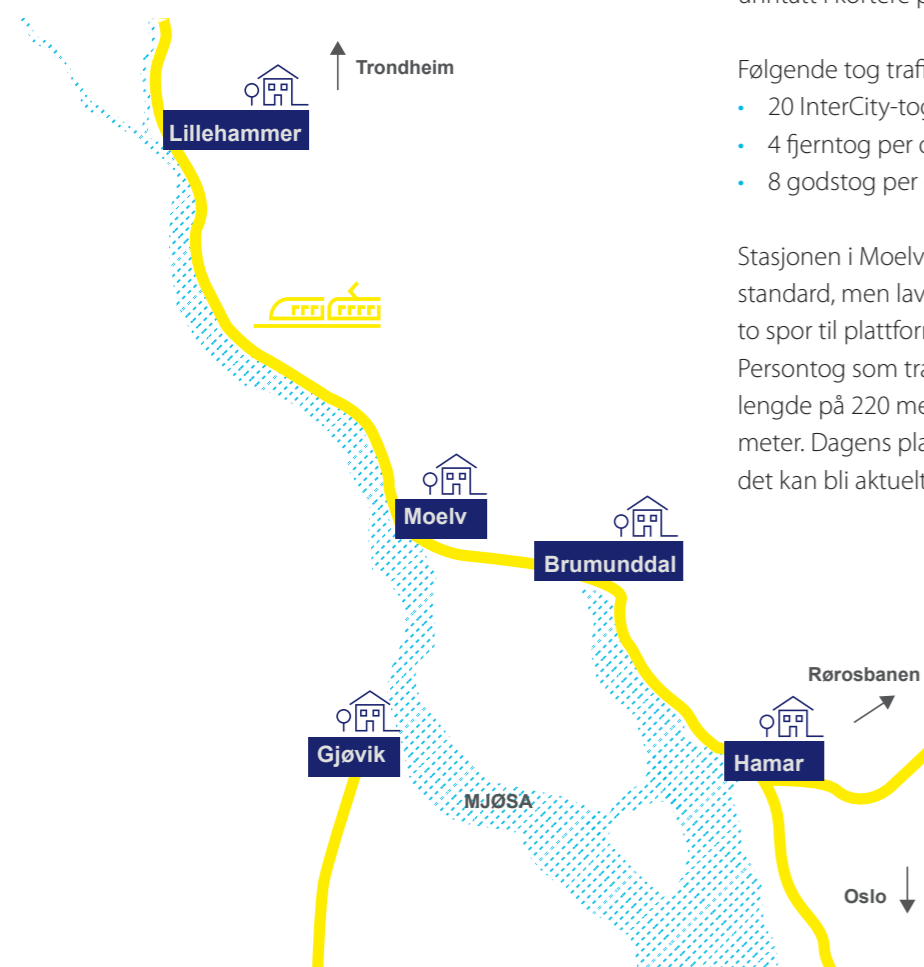 Trondheim
Lillehammer
Moelv
Brumunddal
Rørosbanen
Gjøvik
Hamar
MJØSA
Oslo
Følgende tog trafi
• 20 InterCity-tog
• 4 fjerntog per
• 8 godstog per
Stasjonen i Moelv
standard, men lav
to spor til plattforr
Persontog som tra
lengde på 220 me
meter. Dagens pla
det kan bli aktuelt